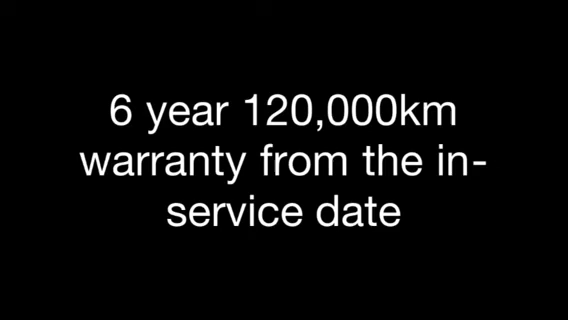 6 year 120,000km
warranty from the in-
service date